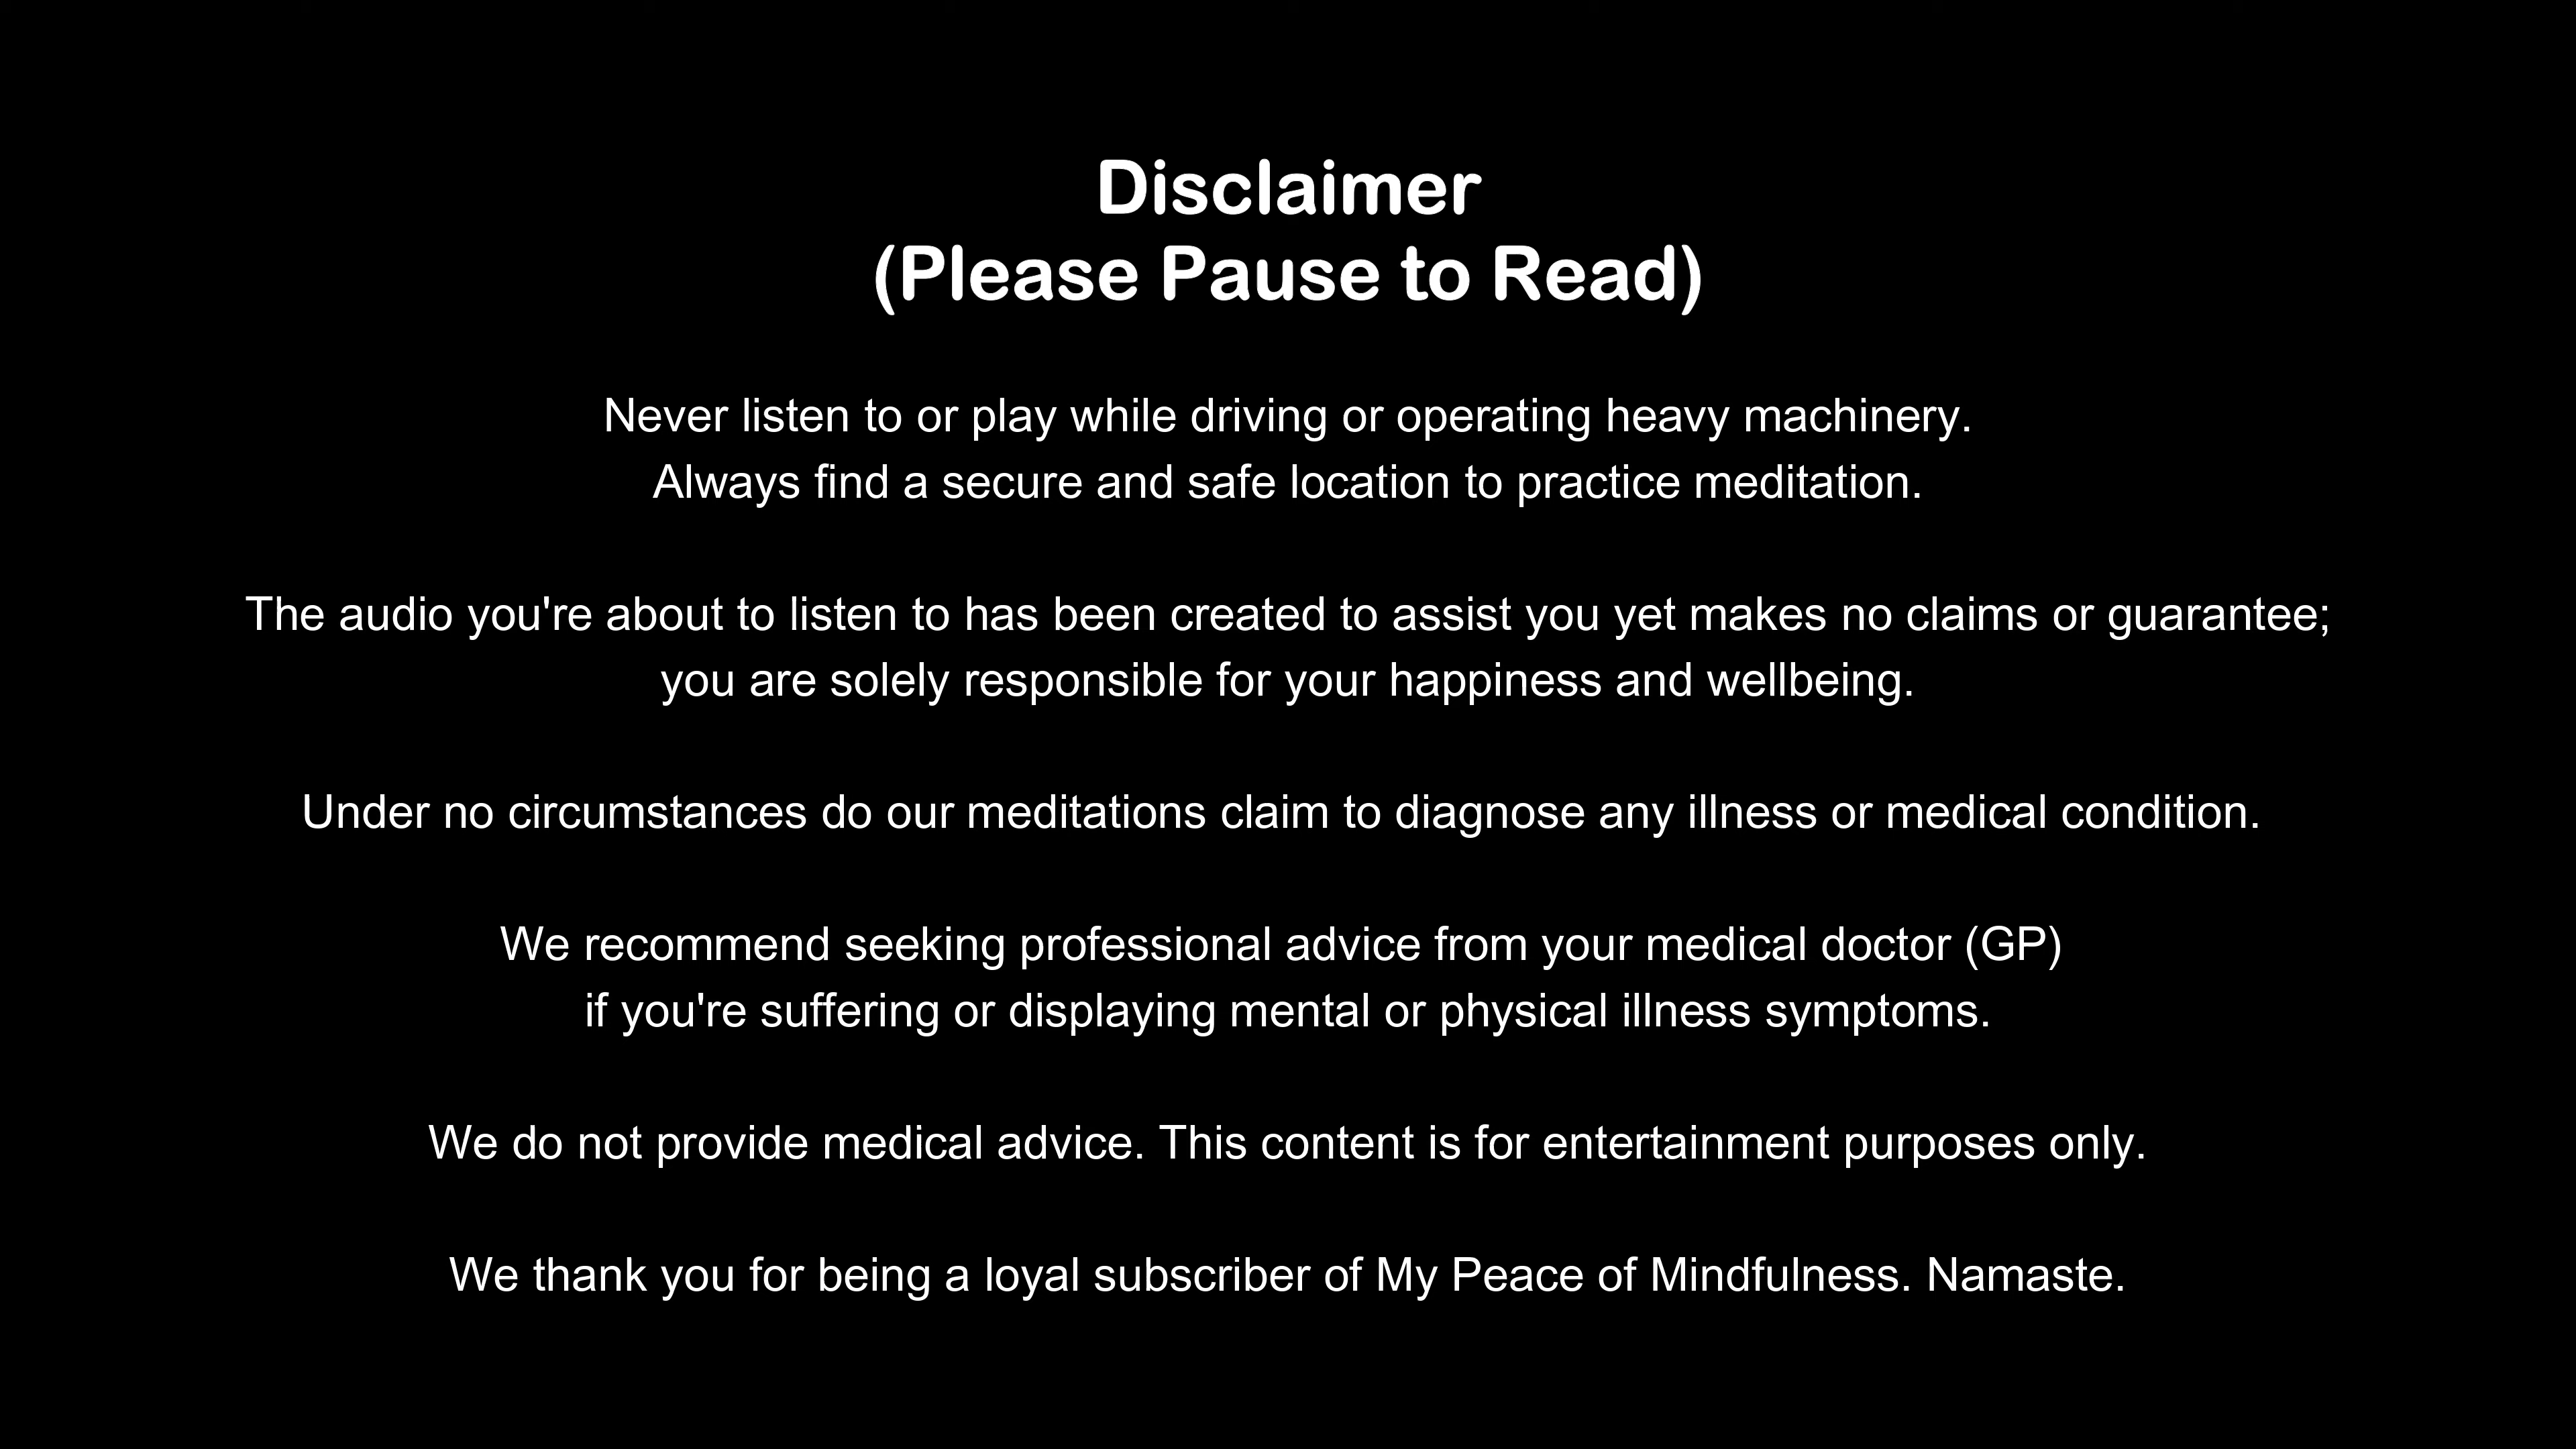 Disclaimer
(Please Pause to Read)
Never listen to or play while driving or operating heavy machinery.
Always find a secure and safe location to practice meditation.
The audio you're about to listen to has been created to assist you yet makes no claims or guarantee;
you are solely responsible for your happiness and wellbeing.
Under no circumstances do our meditations claim to diagnose any illness or medical condition.
We recommend seeking professional advice from your medical doctor (GP)
if you're suffering or displaying mental or physical illness symptoms.
We do not provide medical advice. This content is for entertainment purposes only.
We thank you for being a loyal subscriber of My Peace of Mindfulness. Namaste.